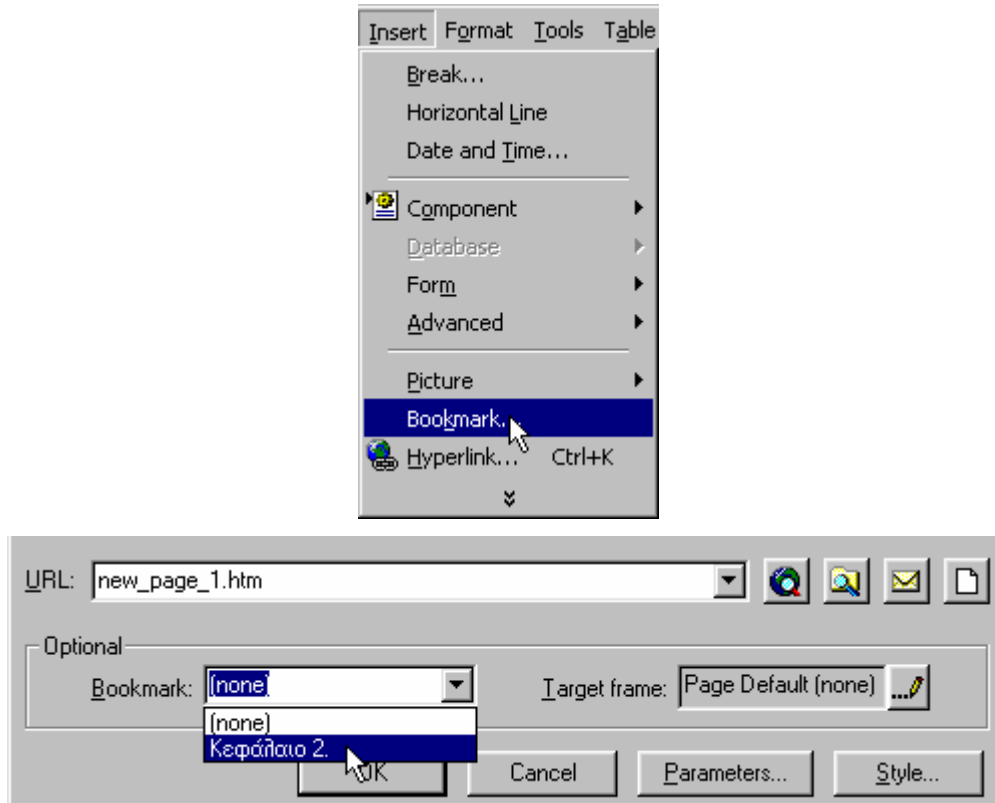 Insert Format Tools Table
Break...
Horizontal Line
Date and Time...
Component
Database
Form
Advanced
Picture
Bookmark...
Hyperlink... Ctrl+K
URL: new_page_1.htm
Optional
Bookmark: (none) Target frame: Page Default (none)
(none)
Κεφάλαιο 2.
OK Cancel Parameters... Style...